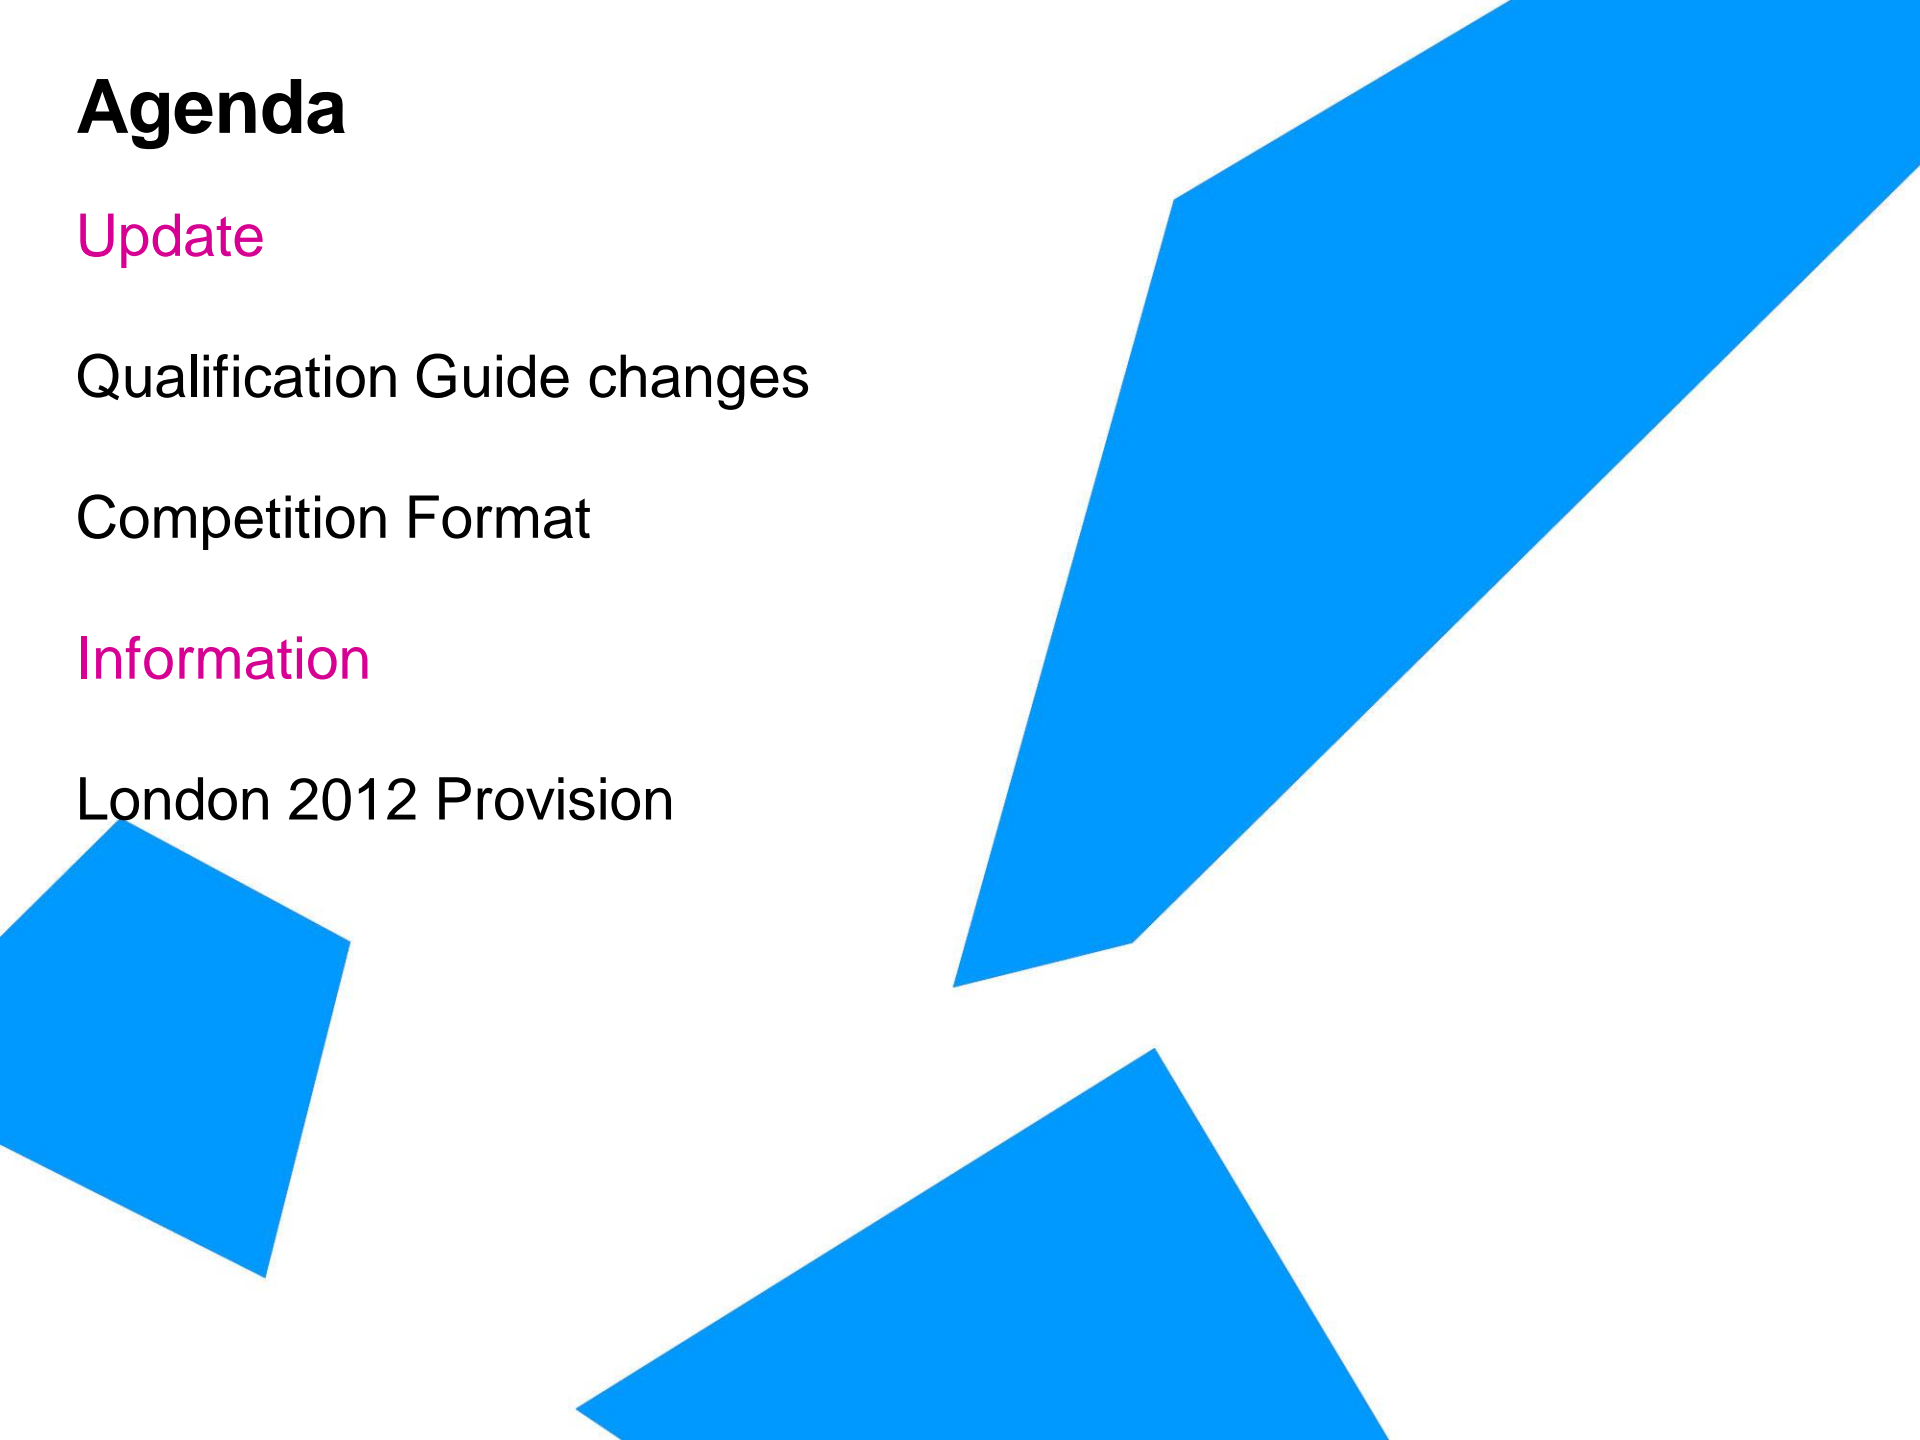 Agenda
Update
Qualification Guide changes
Competition Format
Information
London 2012 Provision